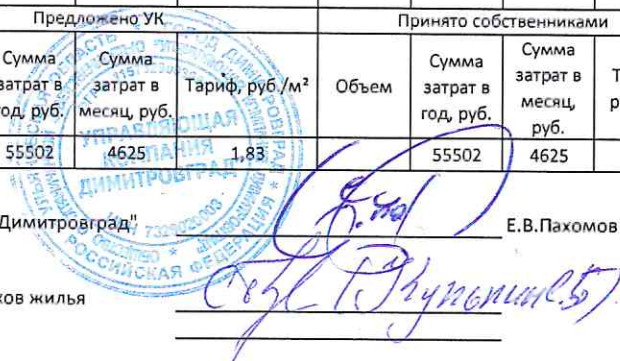 Предложено УК Принято собственниками
Сумма затрат в год, руб. Сумма затрат в месяц, руб. Тариф, руб./м² Объем Сумма затрат в год, руб. Сумма затрат в месяц, руб.
55502 4625 1,83 55502 4625
УПРАВЛЯЮЩАЯ
КОМПАНИЯ
ДИМИТРОВГРАД
РОССИЙСКАЯ ФЕДЕРАЦИЯ
Димитровград" Е.В.Пахомов
ков жилья